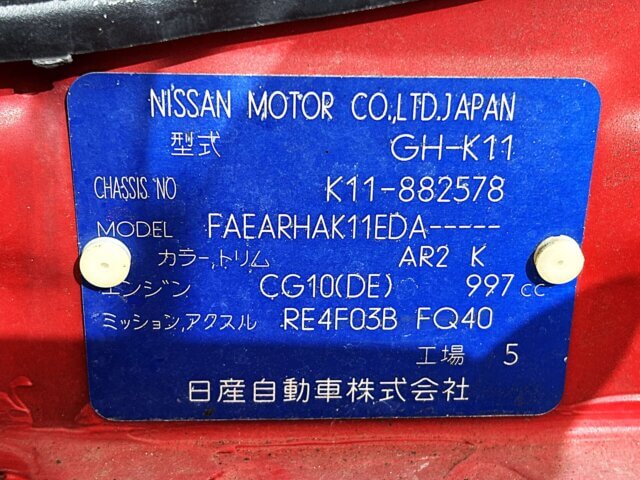 NISSAN MOTOR CO.,LTD.JAPAN
型式 GH-K11
CHASSIS NO K11-882578
MODEL FAEARHAK11EDA-----
カラー,トリム AR2 K
エンジン CG10(DE) 997 cc
ミッション,アクスル RE4F03B FQ40
工場 5
日産自動車株式会社